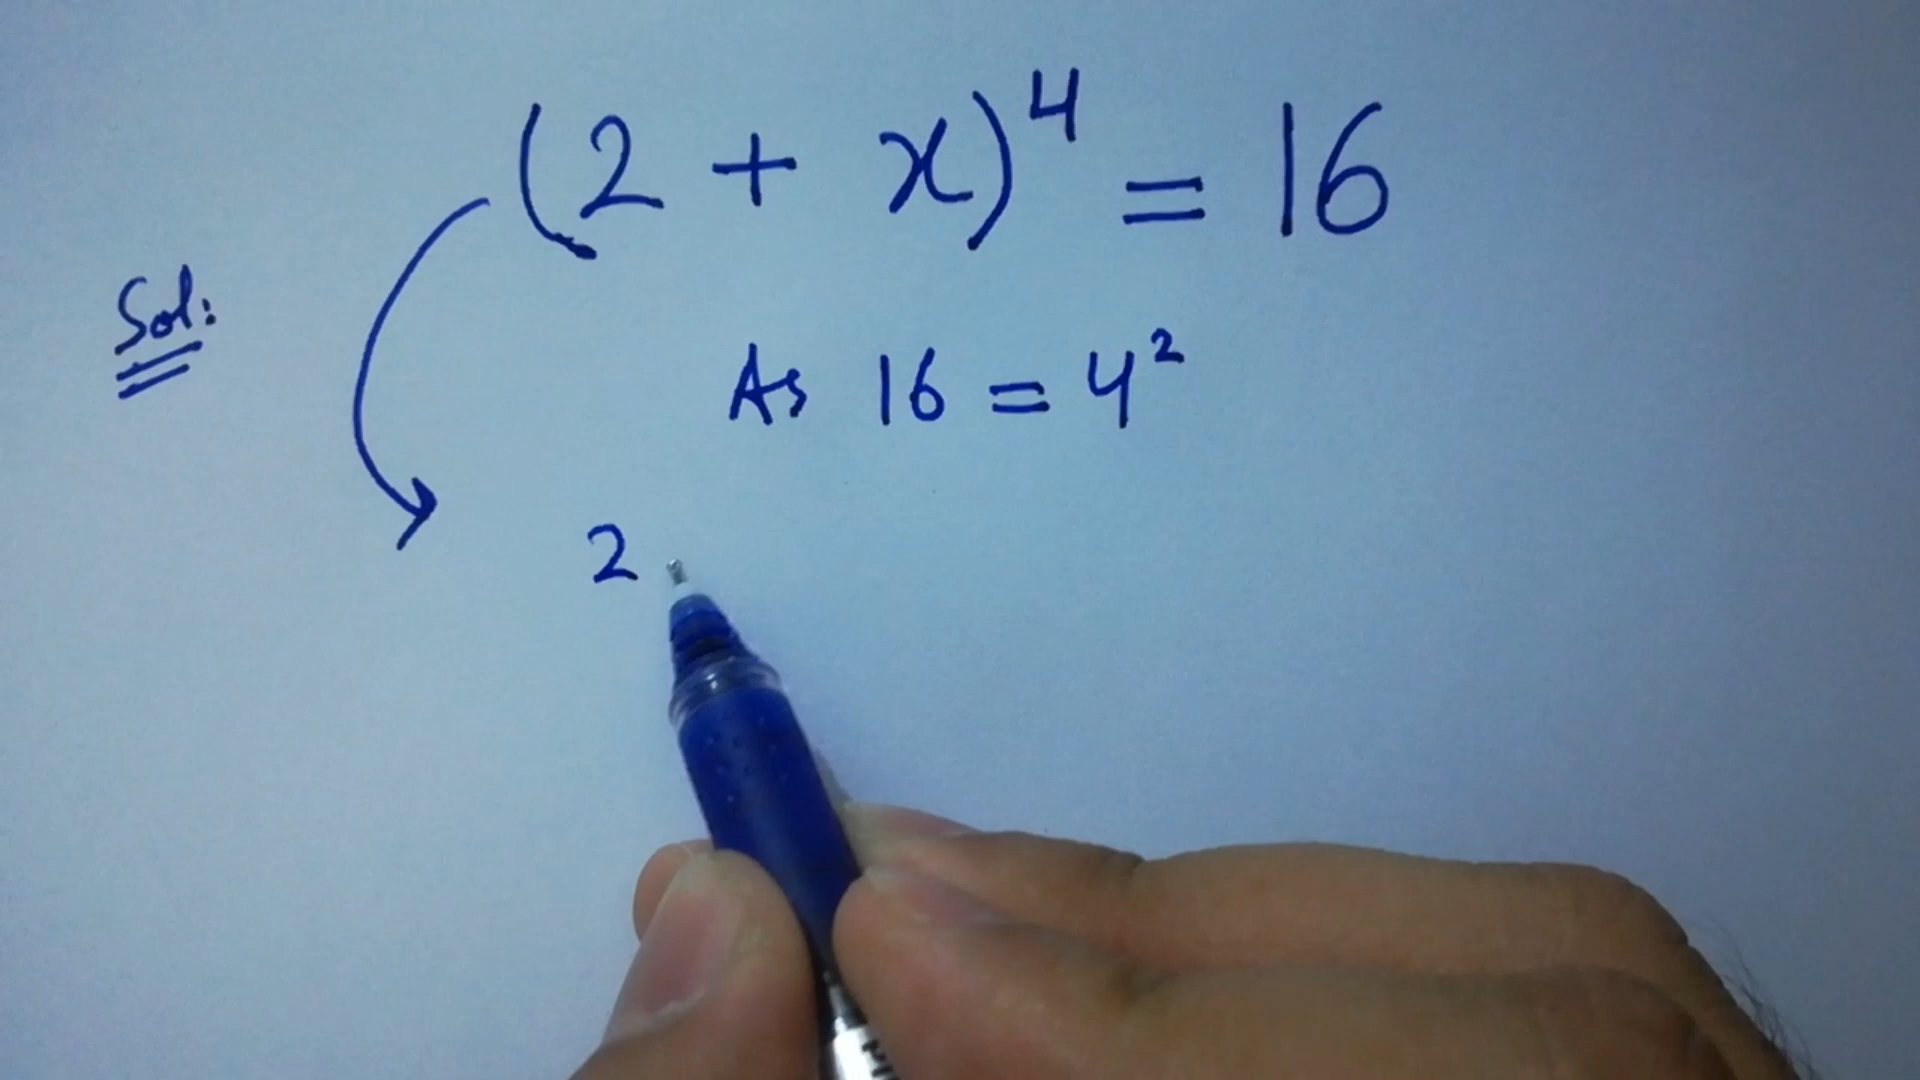 (2 + x)⁴ = 16
Sol:
As 16 = 4²
2